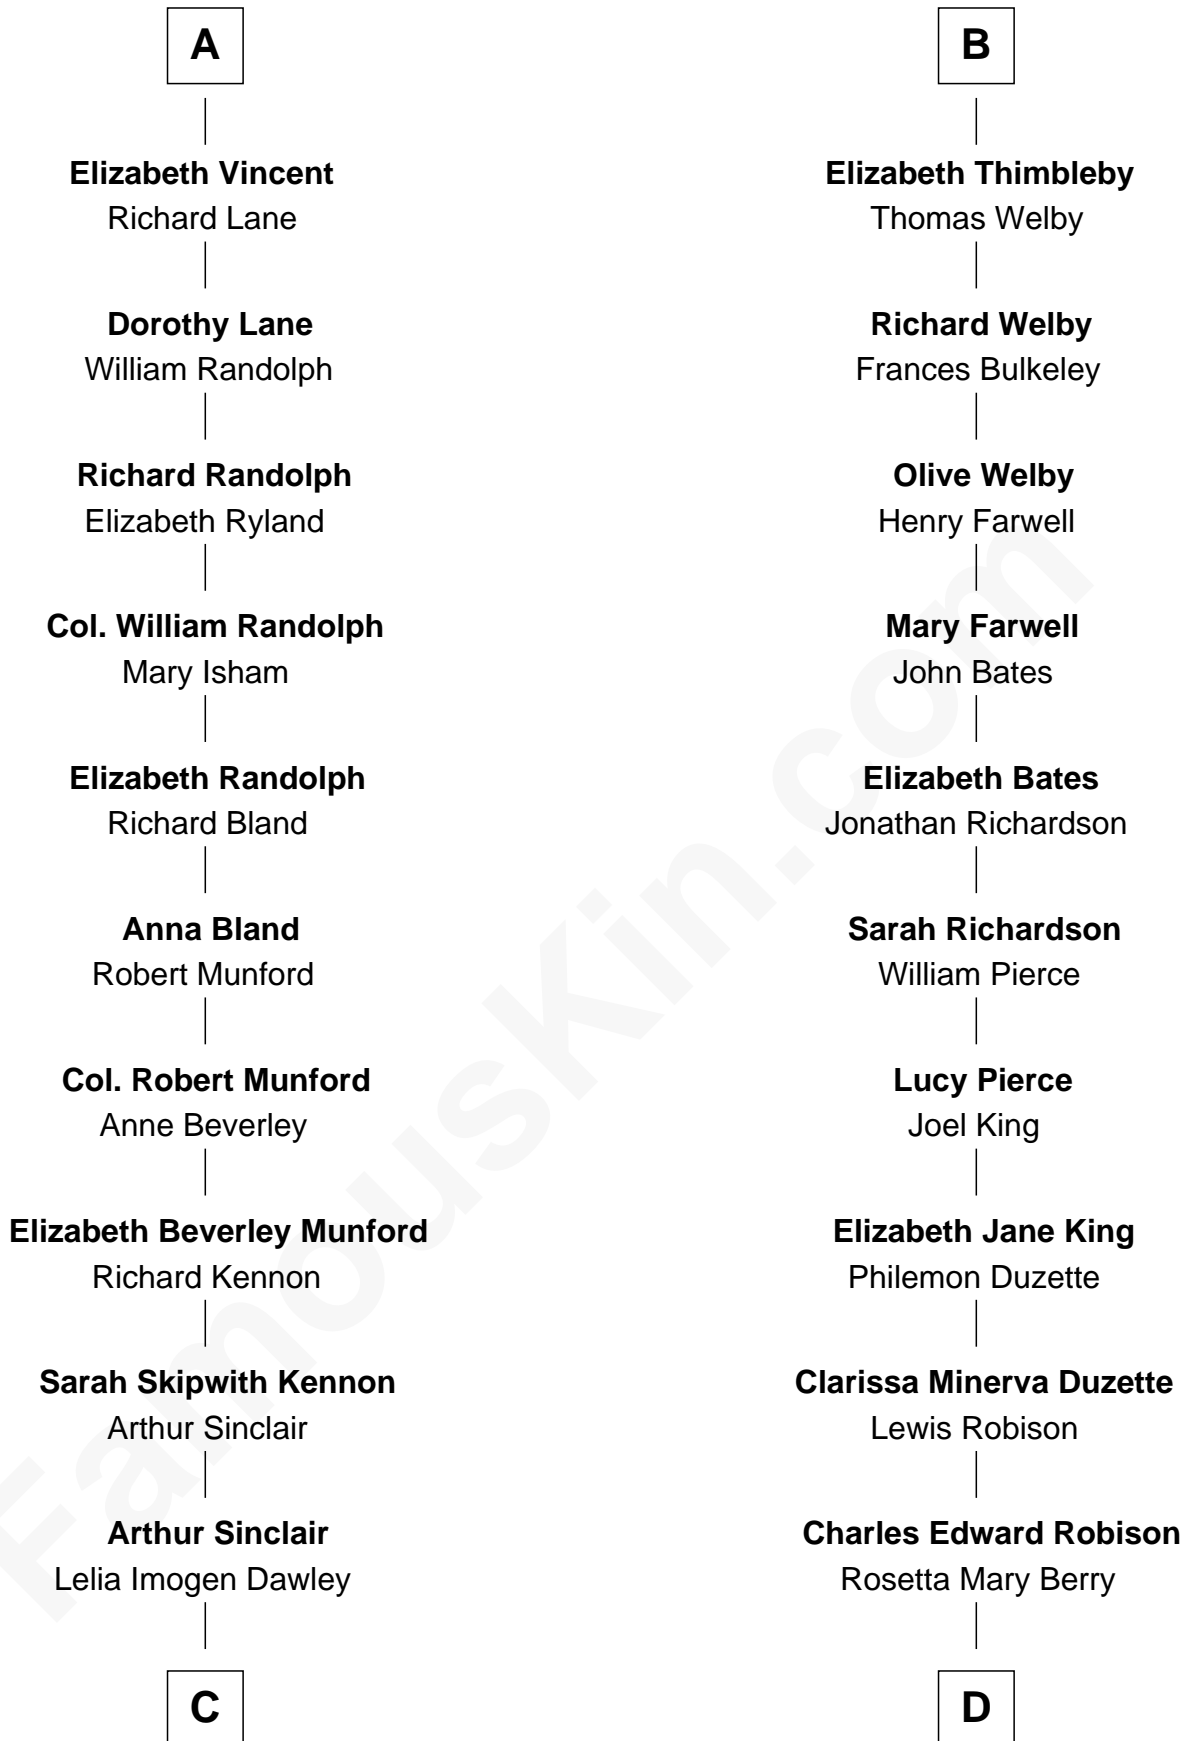 A
Elizabeth Vincent
Richard Lane
Dorothy Lane
William Randolph
Richard Randolph
Elizabeth Ryland
Col. William Randolph
Mary Isham
Elizabeth Randolph
Richard Bland
Anna Bland
Robert Munford
Col. Robert Munford
Anne Beverley
Elizabeth Beverley Munford
Richard Kennon
Sarah Skipwith Kennon
Arthur Sinclair
Arthur Sinclair
Lelia Imogen Dawley
C
B
Elizabeth Thimbleby
Thomas Welby
Richard Welby
Frances Bulkeley
Olive Welby
Henry Farwell
Mary Farwell
John Bates
Elizabeth Bates
Jonathan Richardson
Sarah Richardson
William Pierce
Lucy Pierce
Joel King
Elizabeth Jane King
Philemon Duzette
Clarissa Minerva Duzette
Lewis Robison
Charles Edward Robison
Rosetta Mary Berry
D
FamousKin.com